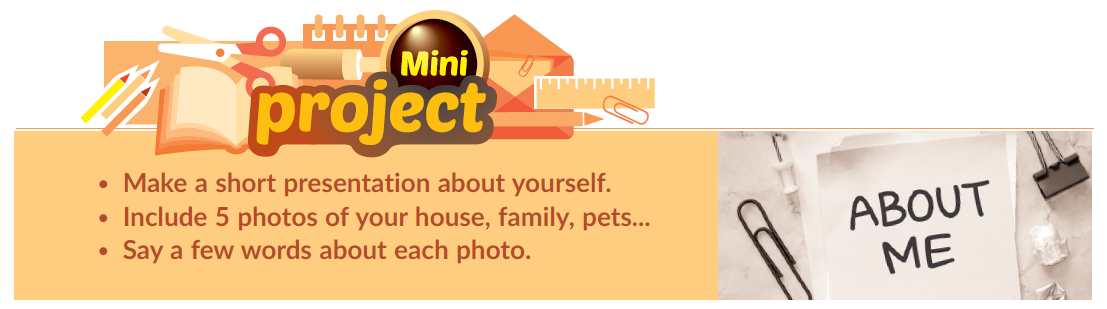 Mini
project
• Make a short presentation about yourself.
• Include 5 photos of your house, family, pets...
• Say a few words about each photo.
ABOUT
ME